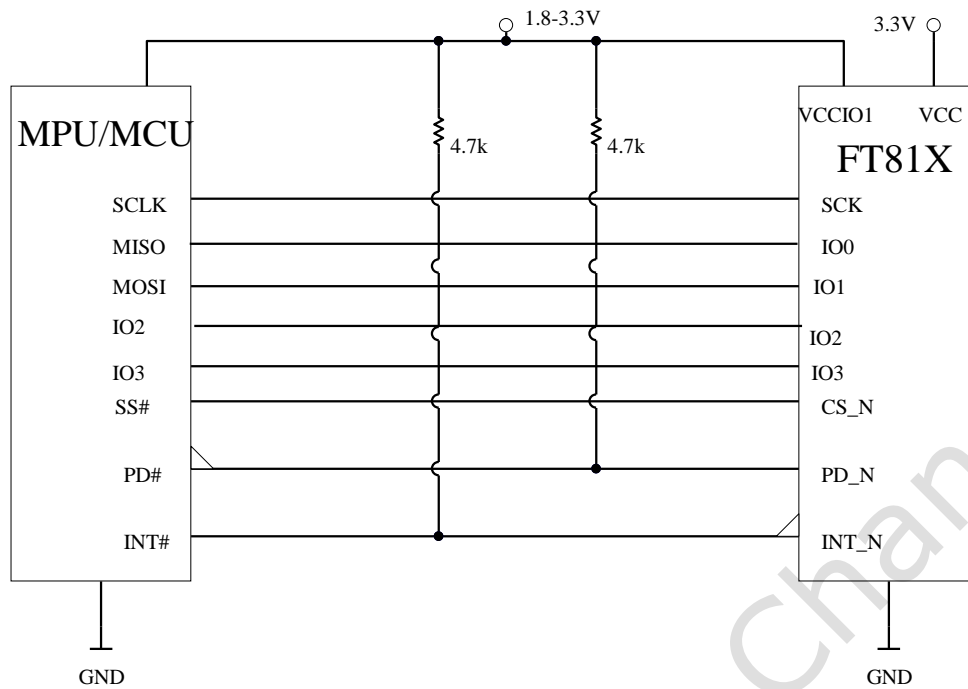 1.8-3.3V
3.3V
MPU/MCU
VCCIO1
VCC
4.7k
4.7k
FT81X
SCLK
SCK
MISO
IO0
MOSI
IO1
IO2
IO2
IO3
IO3
SS#
CS_N
PD#
PD_N
INT#
INT_N
GND
GND
Chan